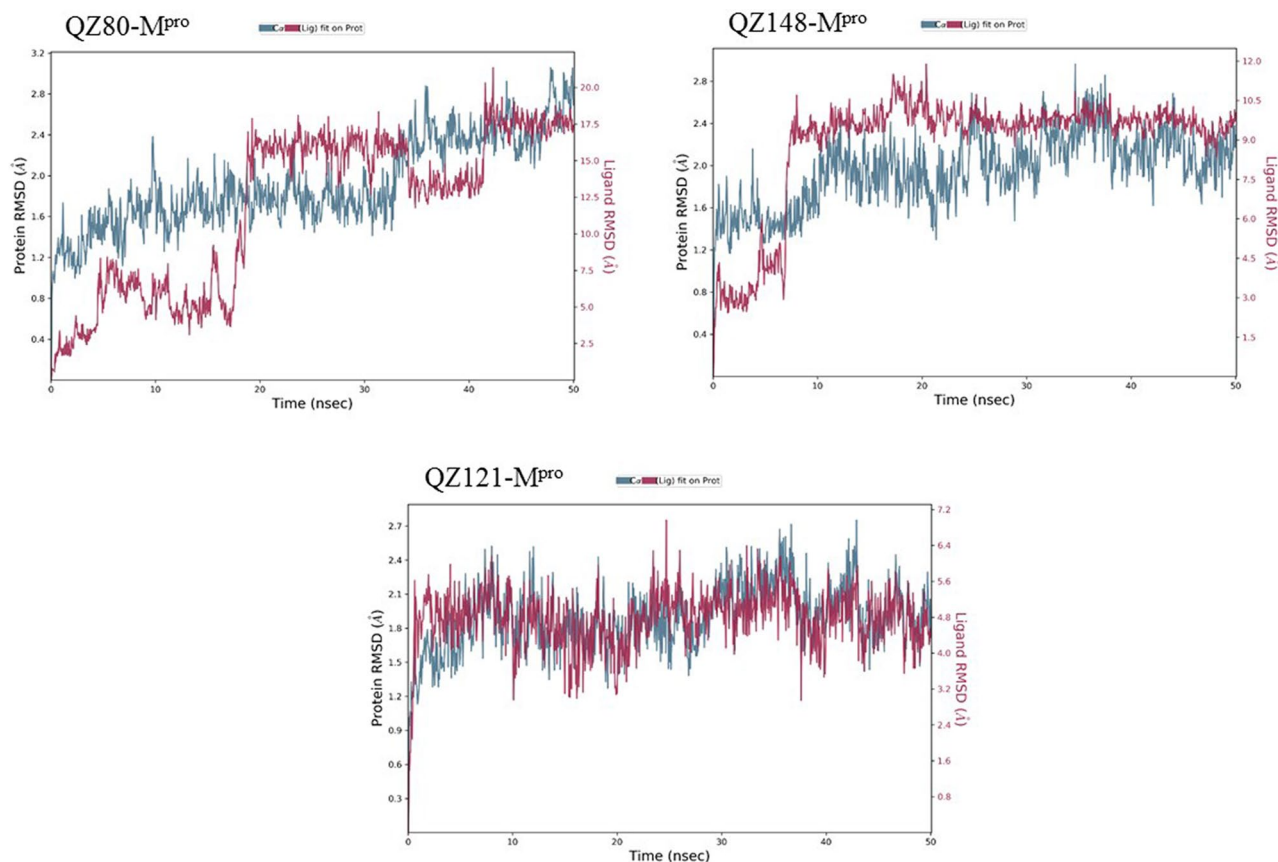 QZ80-Mᵖʳᵒ
Cα (Lig) fit on Prot
3.2
2.8
2.4
2.0
1.6
1.2
0.8
0.4
Protein RMSD (Å)
20.0
17.5
15.0
12.5
10.0
7.5
5.0
2.5
Ligand RMSD (Å)
0 10 20 30 40 50
Time (nsec)
QZ148-Mᵖʳᵒ
Cα (Lig) fit on Prot
2.8
2.4
2.0
1.6
1.2
0.8
0.4
Protein RMSD (Å)
12.0
10.5
9.0
7.5
6.0
4.5
3.0
1.5
Ligand RMSD (Å)
0 10 20 30 40 50
Time (nsec)
QZ121-Mᵖʳᵒ
Cα (Lig) fit on Prot
2.7
2.4
2.1
1.8
1.5
1.2
0.9
0.6
0.3
Protein RMSD (Å)
7.2
6.4
5.6
4.8
4.0
3.2
2.4
1.6
0.8
Ligand RMSD (Å)
0 10 20 30 40 50
Time (nsec)